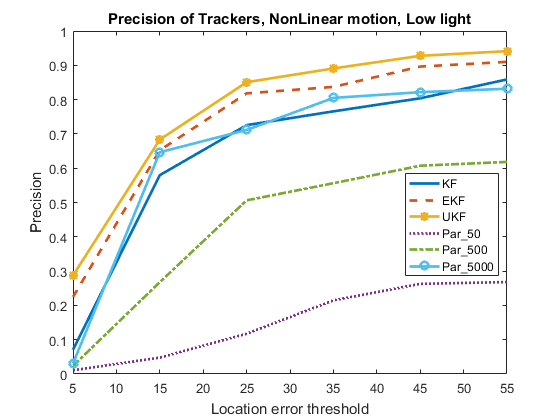 Precision of Trackers, NonLinear motion, Low light
1
0.9
0.8
0.7
0.6
0.5
0.4
0.3
0.2
0.1
0
Precision
KF
EKF
UKF
Par_50
Par_500
Par_5000
5 10 15 20 25 30 35 40 45 50 55
Location error threshold